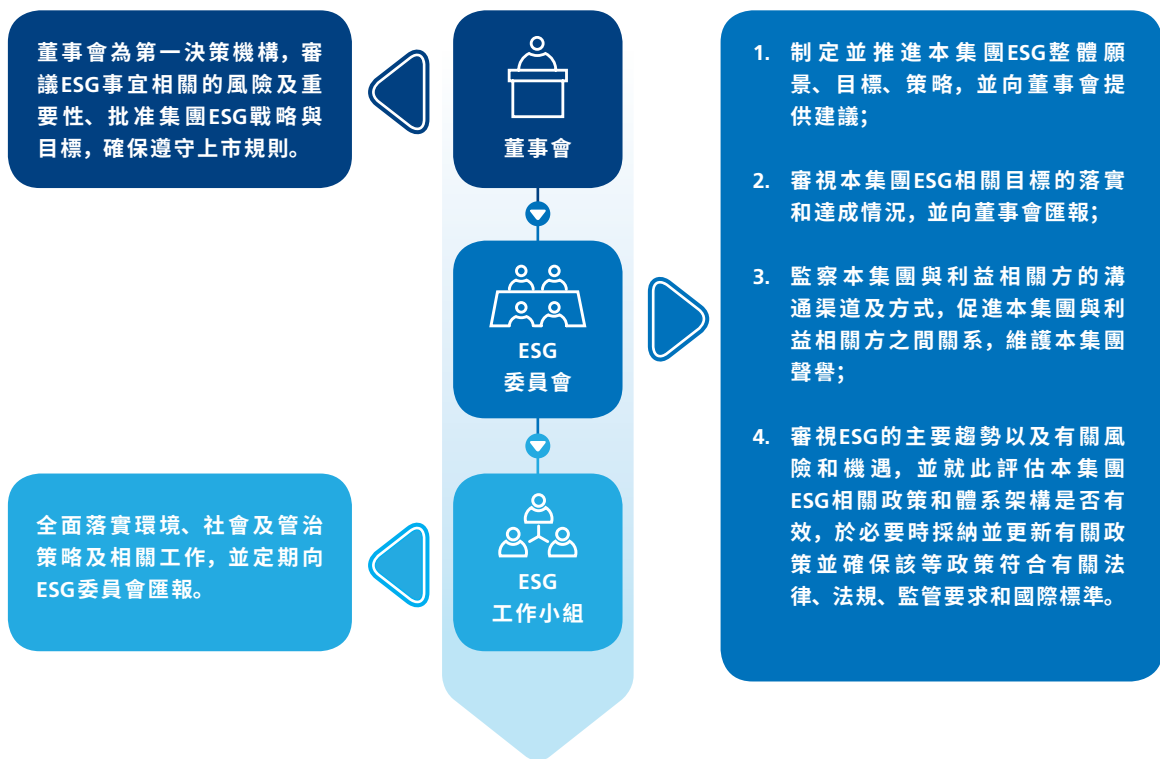 董事會為第一決策機構，審
議ESG事宜相關的風險及重
要性、批准集團ESG戰略與
目標，確保遵守上市規則。
董事會
1. 制定並推進本集團ESG整體願
景、目標、策略，並向董事會提
供建議；
2. 審視本集團ESG相關目標的落實
和達成情況，並向董事會匯報；
3. 監察本集團與利益相關方的溝
通渠道及方式，促進本集團與利
益相關方之間關系，維護本集團
聲譽；
4. 審視ESG的主要趨勢以及有關風
險和機遇，並就此評估本集團
ESG相關政策和體系架構是否有
效，於必要時採納並更新有關政
策並確保該等政策符合有關法
律、法規、監管要求和國際標準。
ESG
委員會
全面落實環境、社會及管治
策略及相關工作，並定期向
ESG委員會匯報。
ESG
工作小組